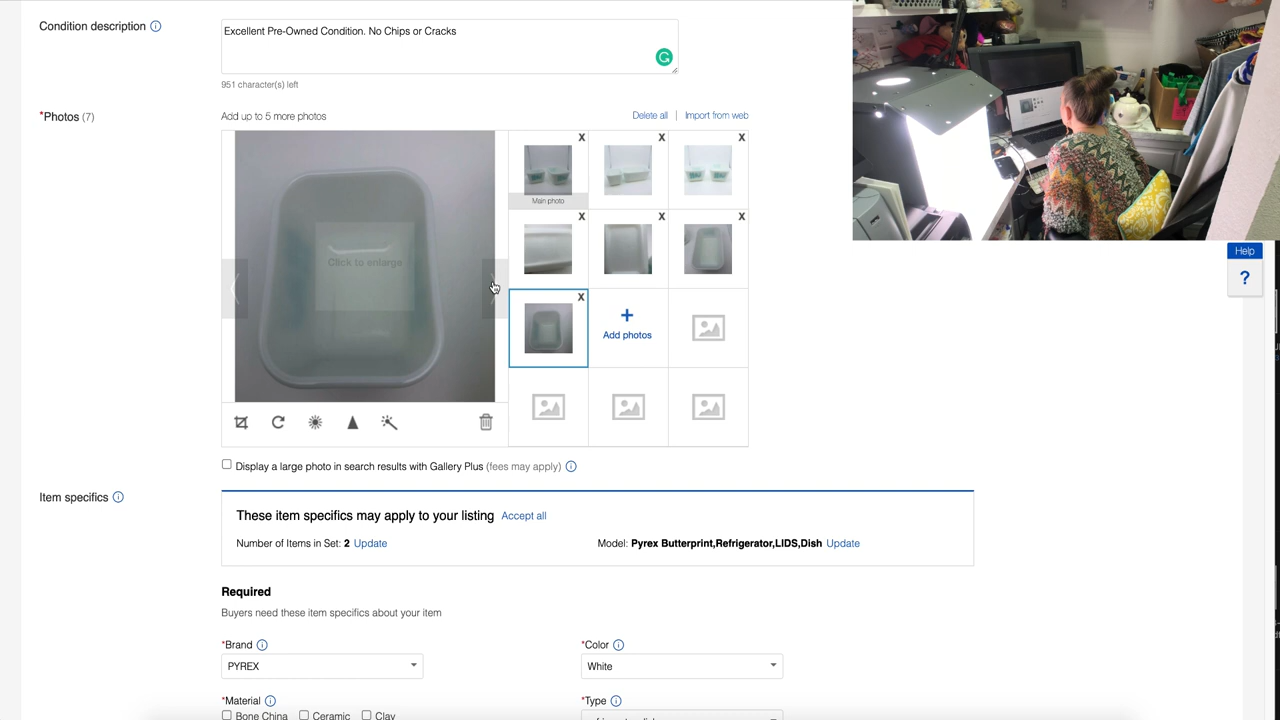 Condition description
Excellent Pre-Owned Condition. No Chips or Cracks
951 character(s) left
*Photos (7)
Add up to 5 more photos
Delete all | Import from web
Click to enlarge
Main photo
Add photos
Display a large photo in search results with Gallery Plus (fees may apply)
Help
?
Item specifics
These item specifics may apply to your listing Accept all
Number of Items in Set: 2 Update
Model: Pyrex Butterprint,Refrigerator,LIDS,Dish Update
Required
Buyers need these item specifics about your item
*Brand
*Color
PYREX
White
*Material
*Type
Bone China Ceramic Clay